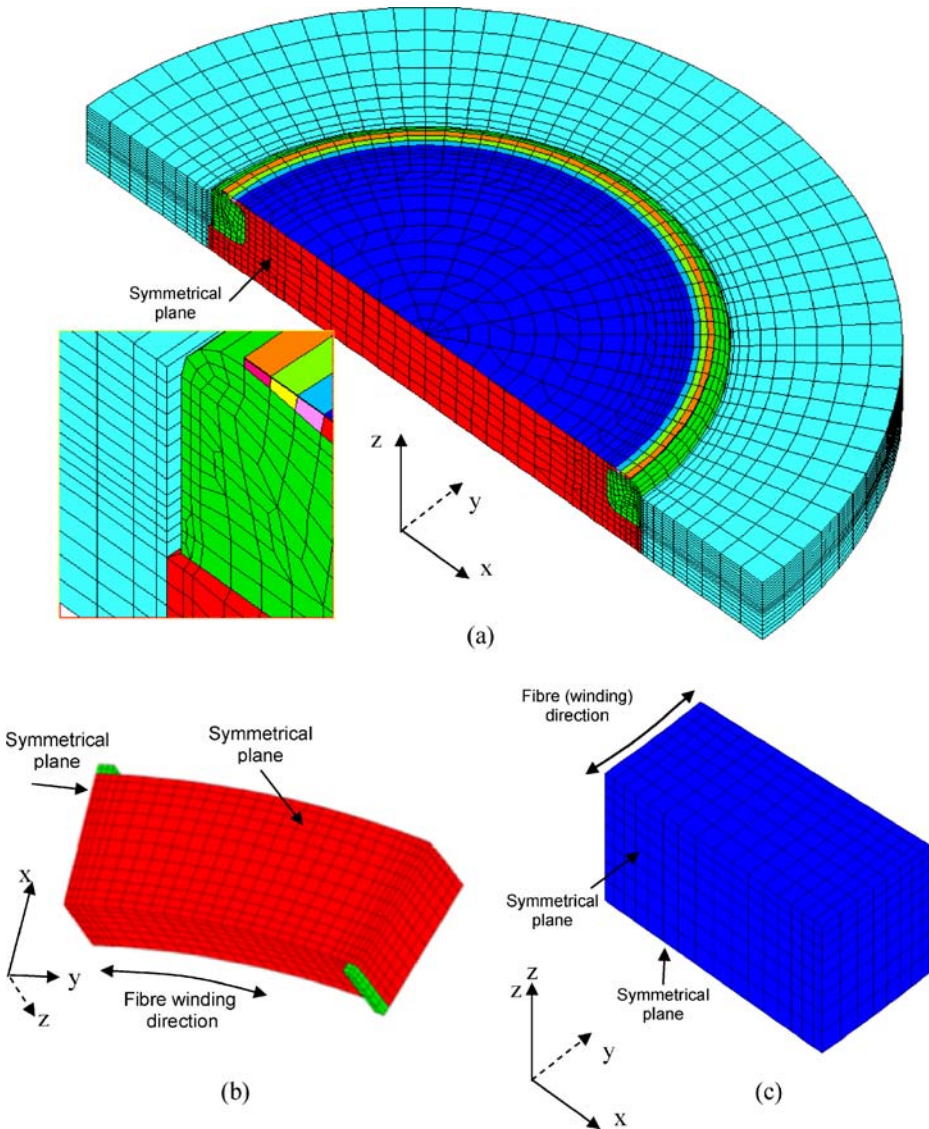 Symmetrical
plane
z
y
x
(a)
Symmetrical
plane
Symmetrical
plane
x
y
z
Fibre winding
direction
(b)
Fibre (winding)
direction
Symmetrical
plane
Symmetrical
plane
z
z
y
x
(c)